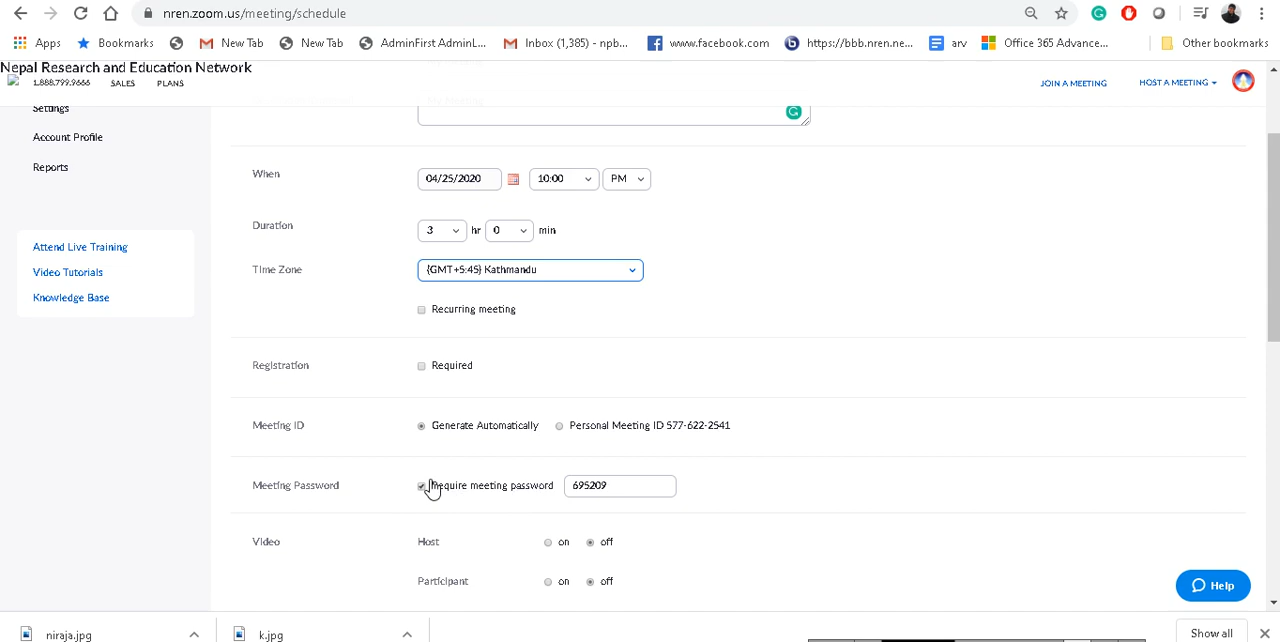 nren.zoom.us/meeting/schedule
Apps Bookmarks New Tab New Tab AdminFirst AdminL... Inbox (1,385) - npb... www.facebook.com https://bbb.nren.ne... arv Office 365 Advance... Other bookmarks
Nepal Research and Education Network
1.888.799.9666 SALES PLANS JOIN A MEETING HOST A MEETING
Settings
Account Profile
Reports
Attend Live Training
Video Tutorials
Knowledge Base
When 04/25/2020 10:00 PM
Duration 3 hr 0 min
Time Zone (GMT+5:45) Kathmandu
Recurring meeting
Registration Required
Meeting ID Generate Automatically Personal Meeting ID 577-622-2541
Meeting Password Require meeting password 695209
Video Host on off
Participant on off
Help
niraja.jpg k.jpg Show all